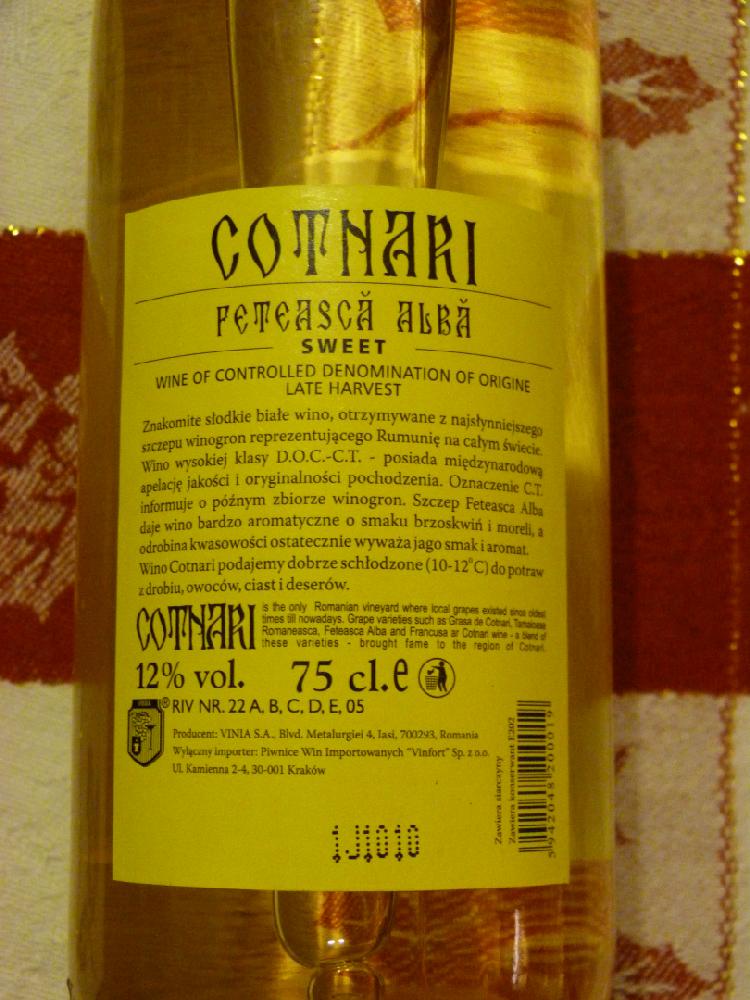 COTNARI
FETEASCĂ ALBĂ
SWEET
WINE OF CONTROLLED DENOMINATION OF ORIGINE
LATE HARVEST
Znakomite słodkie białe wino, otrzymywane z najsłynniejszego
szczepu winogron reprezentującego Rumunię na całym świecie.
Wino wysokiej klasy D.O.C.-C.T. - posiada międzynarodową
apelację jakości i oryginalności pochodzenia. Oznaczenie C.T.
informuje o późnym zbiorze winogron. Szczep Feteasca Alba
daje wino bardzo aromatyczne o smaku brzoskwiń i moreli, a
odrobina kwasowości ostatecznie wyważa jago smak i aromat.
Wino Cotnari podajemy dobrze schłodzone (10-12°C) do potraw
z drobiu, owoców, ciast i deserów.
COTNARI
is the only Romanian vineyard where local grapes existed since oldest
times till nowadays. Grape varieties such as Grasa de Cotnari, Tamaioase
Romaneasca, Feteasca Alba and Francusa ar Cotnari wine - a blend of
these varieties - brought fame to the region of Cotnari.
12% vol. 75 cl. e
® RIV NR. 22 A, B, C, D, E, 05
Producent: VINIA S.A., Blvd. Metalurgiei 4, Iasi, 700293, Romania
Wyłączny importer: Piwnice Win Importowanych "Vinfort" Sp. z o.o.
Ul. Kamienna 2-4, 30-001 Kraków
Zawiera siarczyny
Zawiera konserwant E202
5942048200019
1J1010